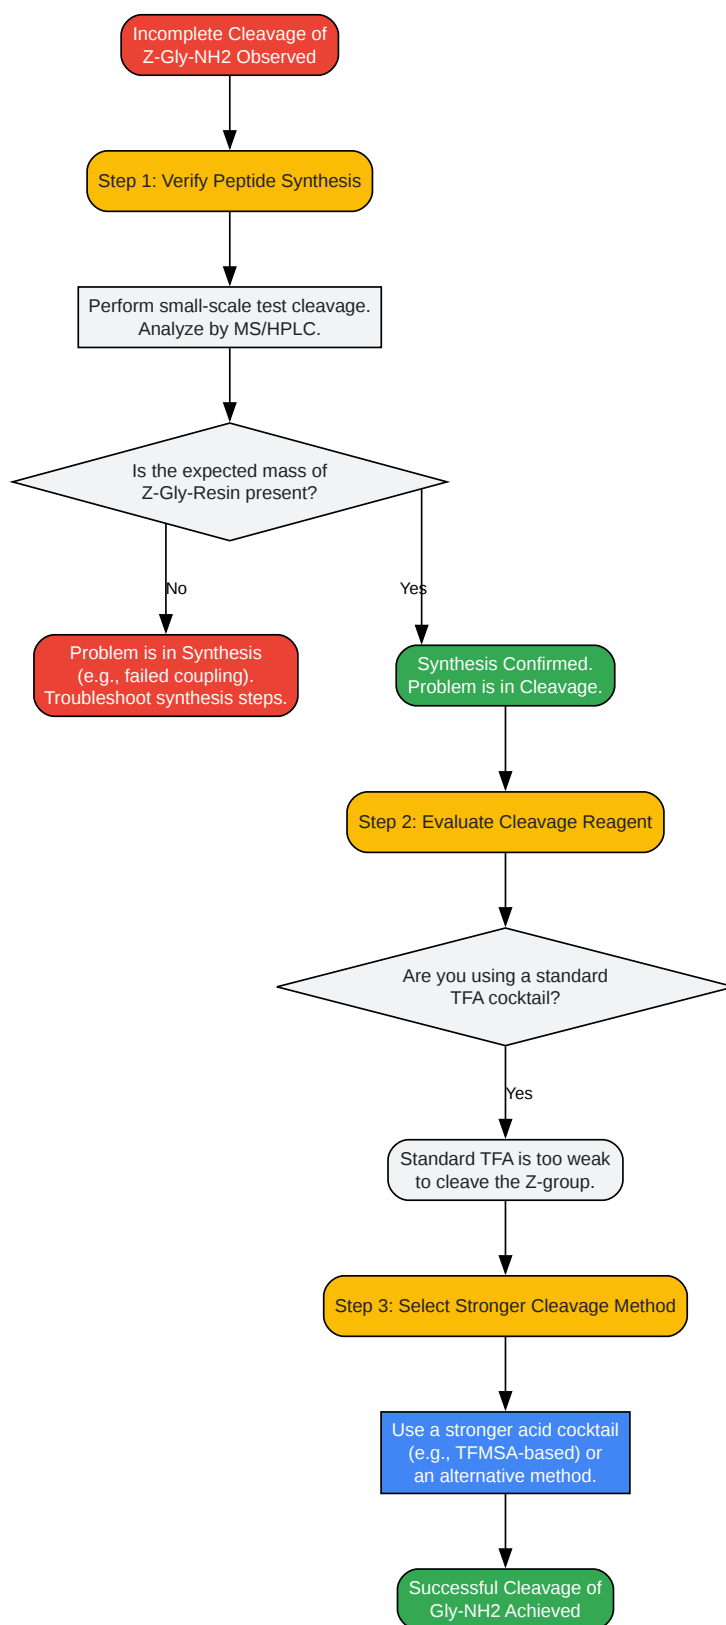 Incomplete Cleavage of
Z-Gly-NH2 Observed
Step 1: Verify Peptide Synthesis
Perform small-scale test cleavage.
Analyze by MS/HPLC.
Is the expected mass of
Z-Gly-Resin present?
No
Yes
Problem is in Synthesis
(e.g., failed coupling).
Troubleshoot synthesis steps.
Synthesis Confirmed.
Problem is in Cleavage.
Step 2: Evaluate Cleavage Reagent
Are you using a standard
TFA cocktail?
Yes
Standard TFA is too weak
to cleave the Z-group.
Step 3: Select Stronger Cleavage Method
Use a stronger acid cocktail
(e.g., TFMSA-based) or
an alternative method.
Successful Cleavage of
Gly-NH2 Achieved